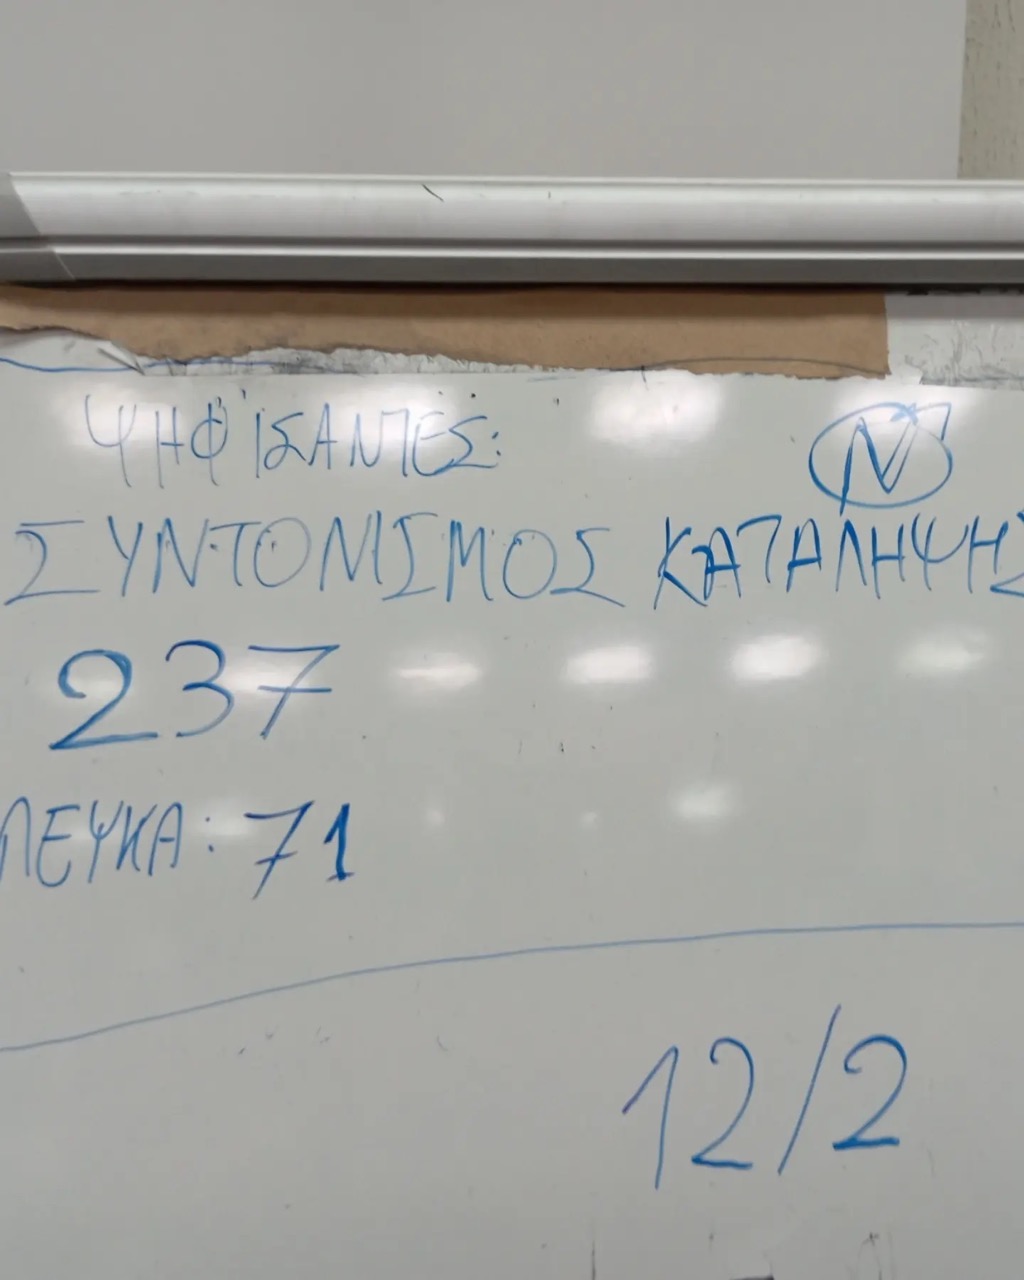 ΨΗΦΙΣΑΝΤΕΣ:
Ν
ΣΥΝΤΟΝΙΣΜΟΣ ΚΑΤΑΛΗΨΗΣ
237
ΛΕΥΚΑ: 71
12/2